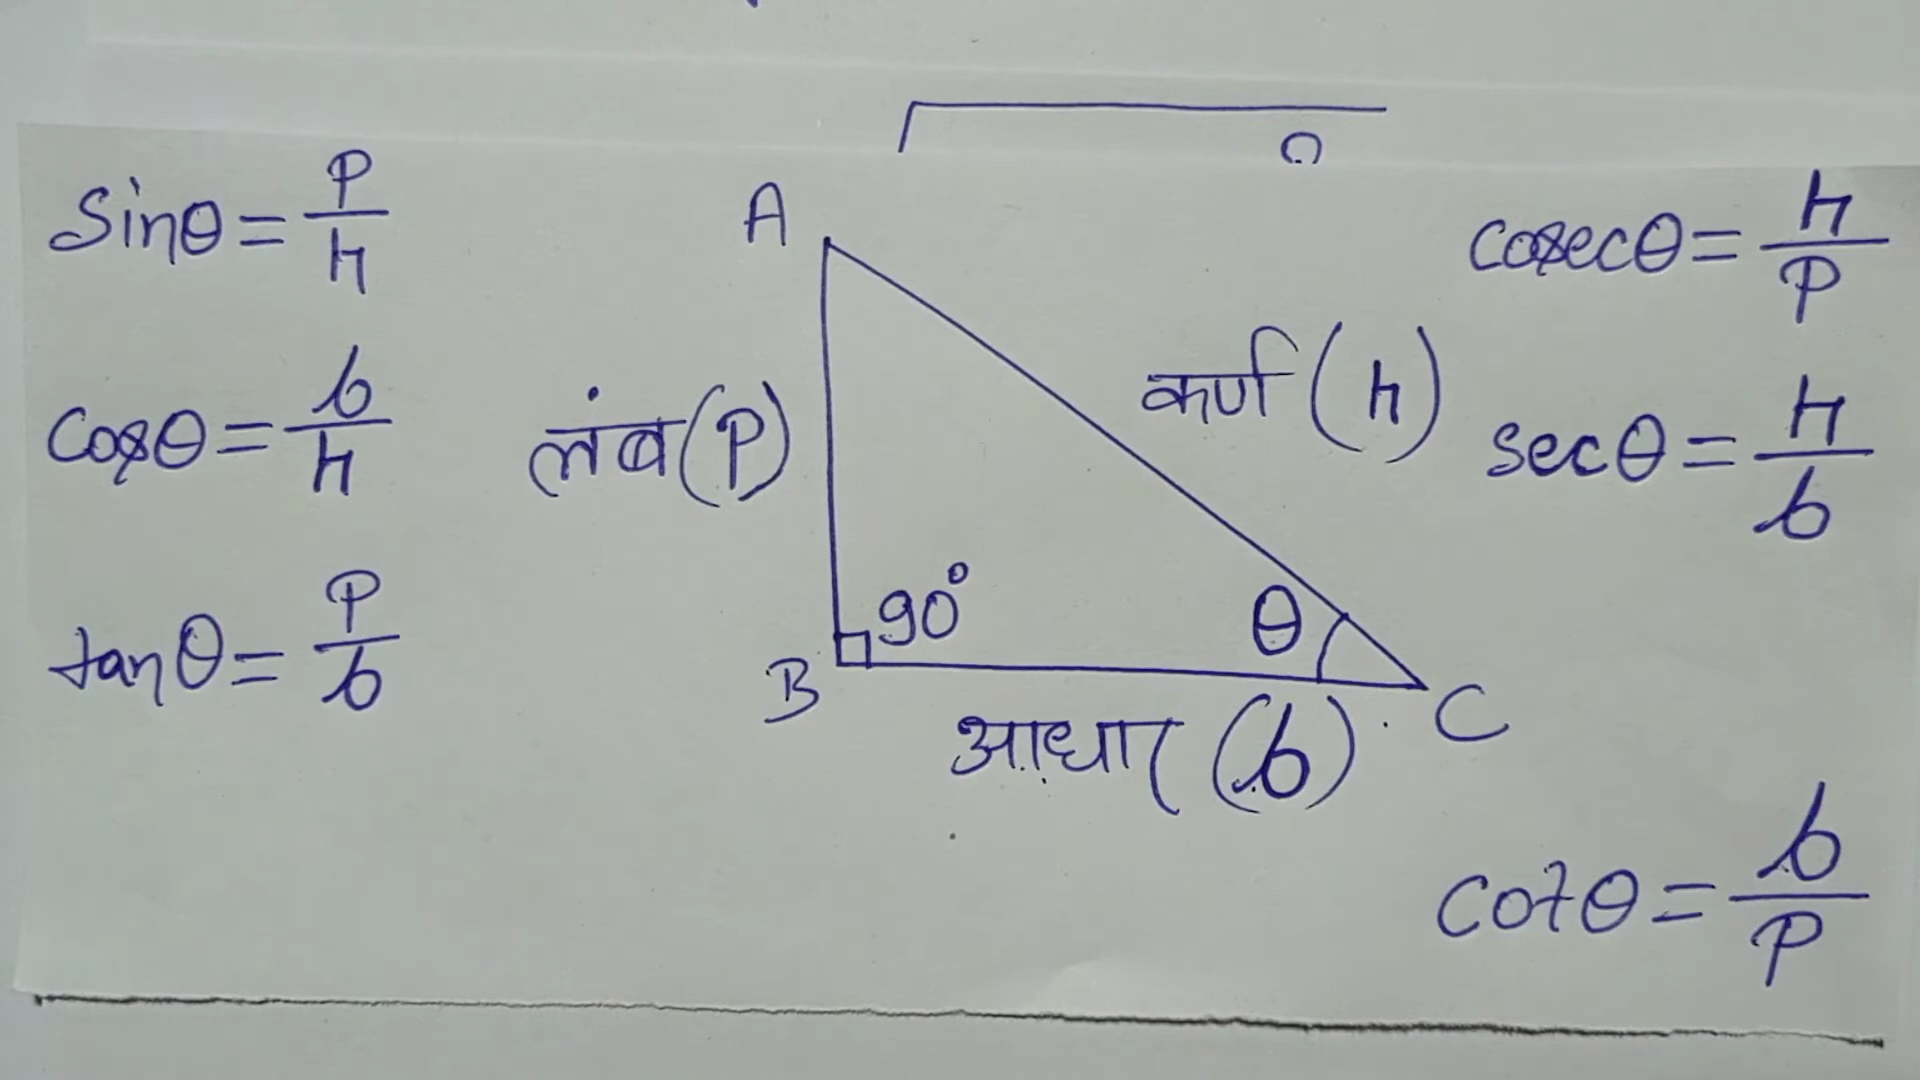 sinθ = p/h
cosθ = b/h
tanθ = p/b
A
लंब (p)
कर्ण (h)
90°
θ
B
C
आधार (b)
cosecθ = h/p
secθ = h/b
cotθ = b/p